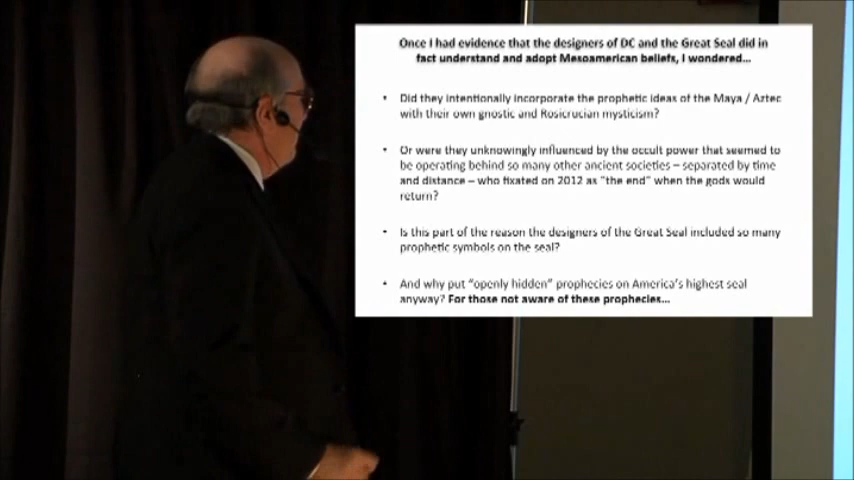 Once I had evidence that the designers of DC and the Great Seal did in
fact understand and adopt Mesoamerican beliefs, I wondered...
• Did they intentionally incorporate the prophetic ideas of the Maya / Aztec
with their own gnostic and Rosicrucian mysticism?
• Or were they unknowingly influenced by the occult power that seemed to
be operating behind so many other ancient societies – separated by time
and distance – who fixated on 2012 as "the end" when the gods would
return?
• Is this part of the reason the designers of the Great Seal included so many
prophetic symbols on the seal?
• And why put "openly hidden" prophecies on America's highest seal
anyway? For those not aware of these prophecies...